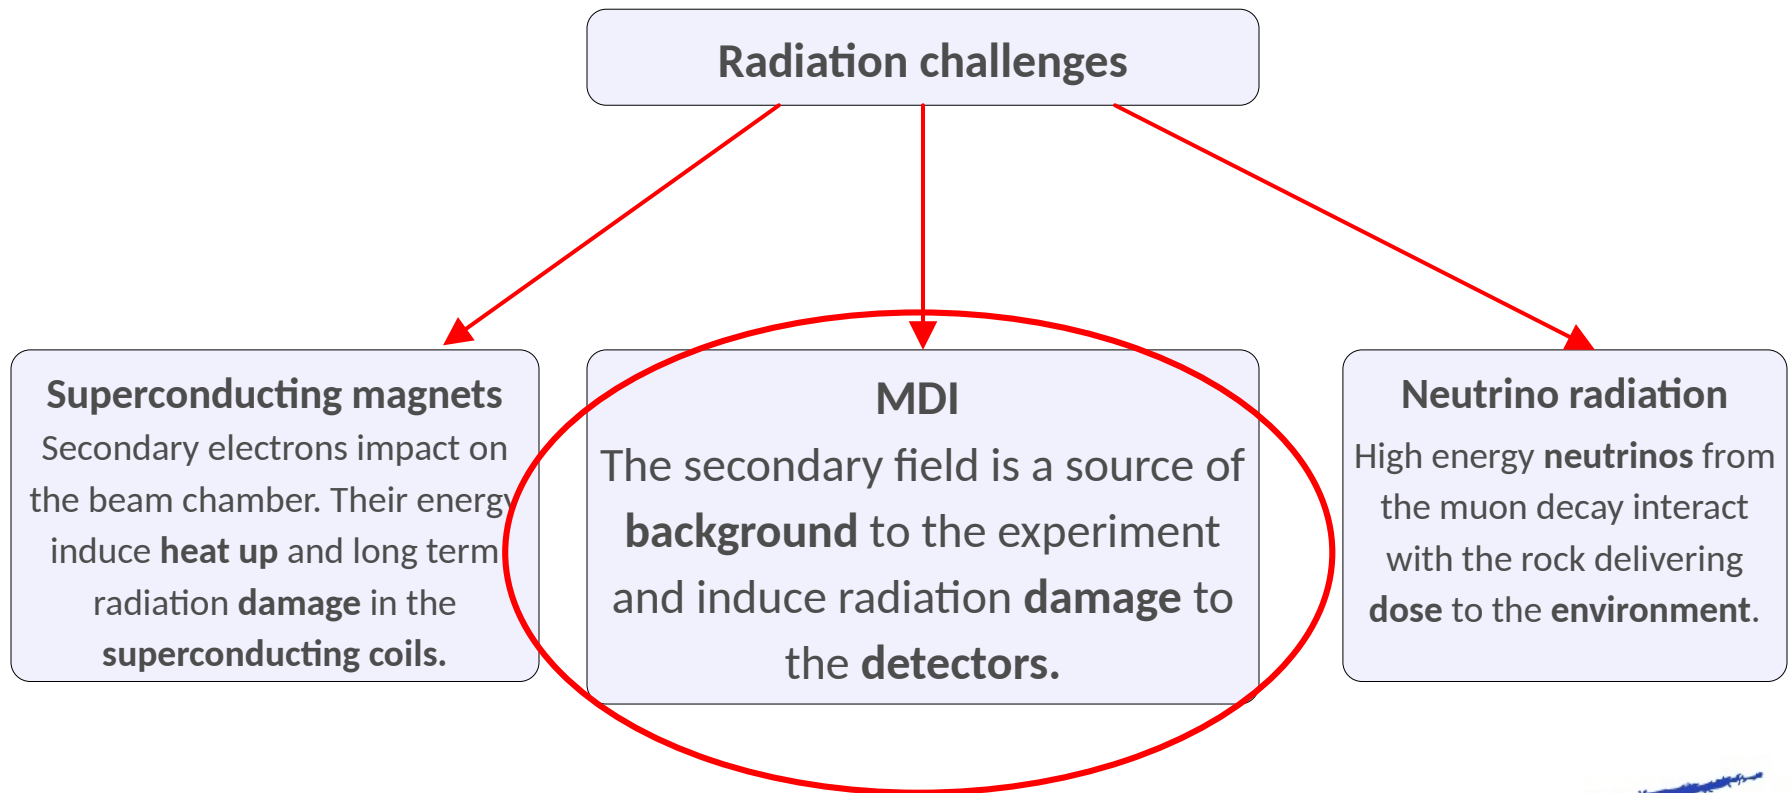 Radiation challenges
Superconducting magnets
Secondary electrons impact on
the beam chamber. Their energy
induce heat up and long term
radiation damage in the
superconducting coils.
MDI
The secondary field is a source of
background to the experiment
and induce radiation damage to
the detectors.
Neutrino radiation
High energy neutrinos from
the muon decay interact
with the rock delivering
dose to the environment.